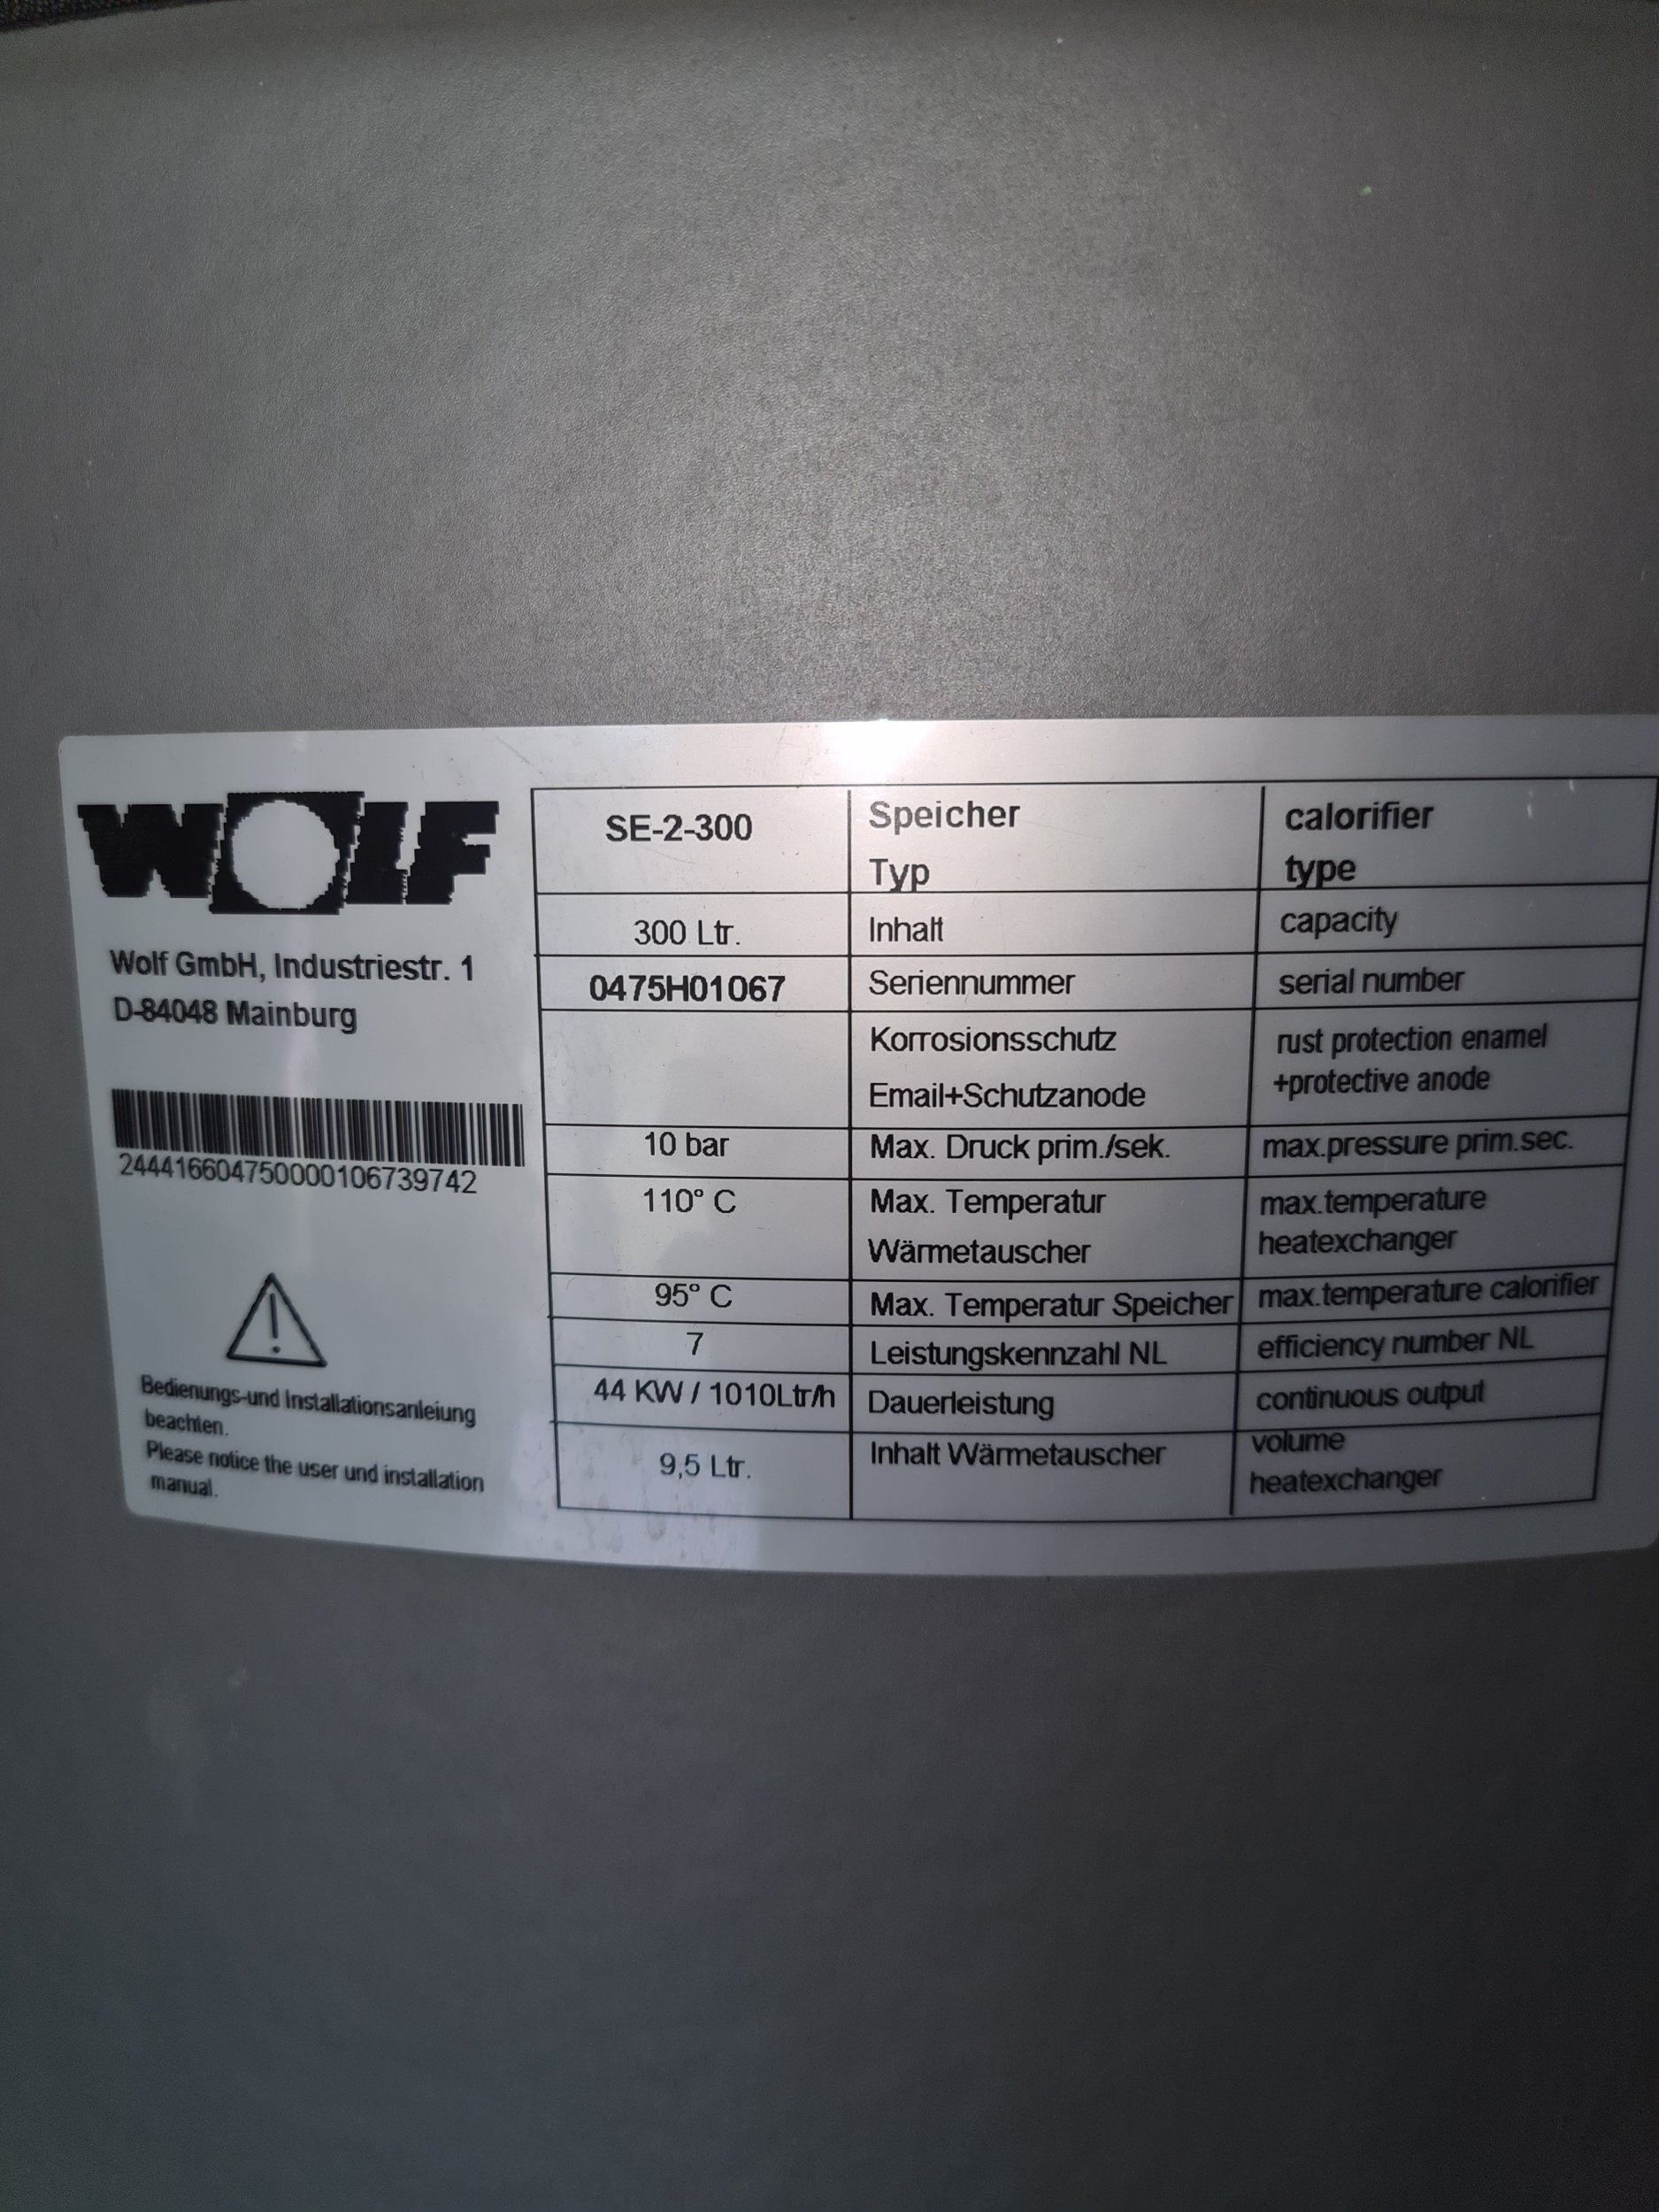 WOLF
Wolf GmbH, Industriestr. 1
D-84048 Mainburg
244416604750000106739742
Bedienungs-und Installationsanleiung
beachten.
Please notice the user und installation
manual.
SE-2-300 Speicher calorifier
Typ type
300 Ltr. Inhalt capacity
0475H01067 Seriennummer serial number
Korrosionsschutz rust protection enamel
Email+Schutzanode +protective anode
10 bar Max. Druck prim./sek. max.pressure prim.sec.
110° C Max. Temperatur max.temperature
Wärmetauscher heatexchanger
95° C Max. Temperatur Speicher max.temperature calorifier
7 Leistungskennzahl NL efficiency number NL
44 KW / 1010Ltr/h Dauerleistung continuous output
9,5 Ltr. Inhalt Wärmetauscher volume
heatexchanger